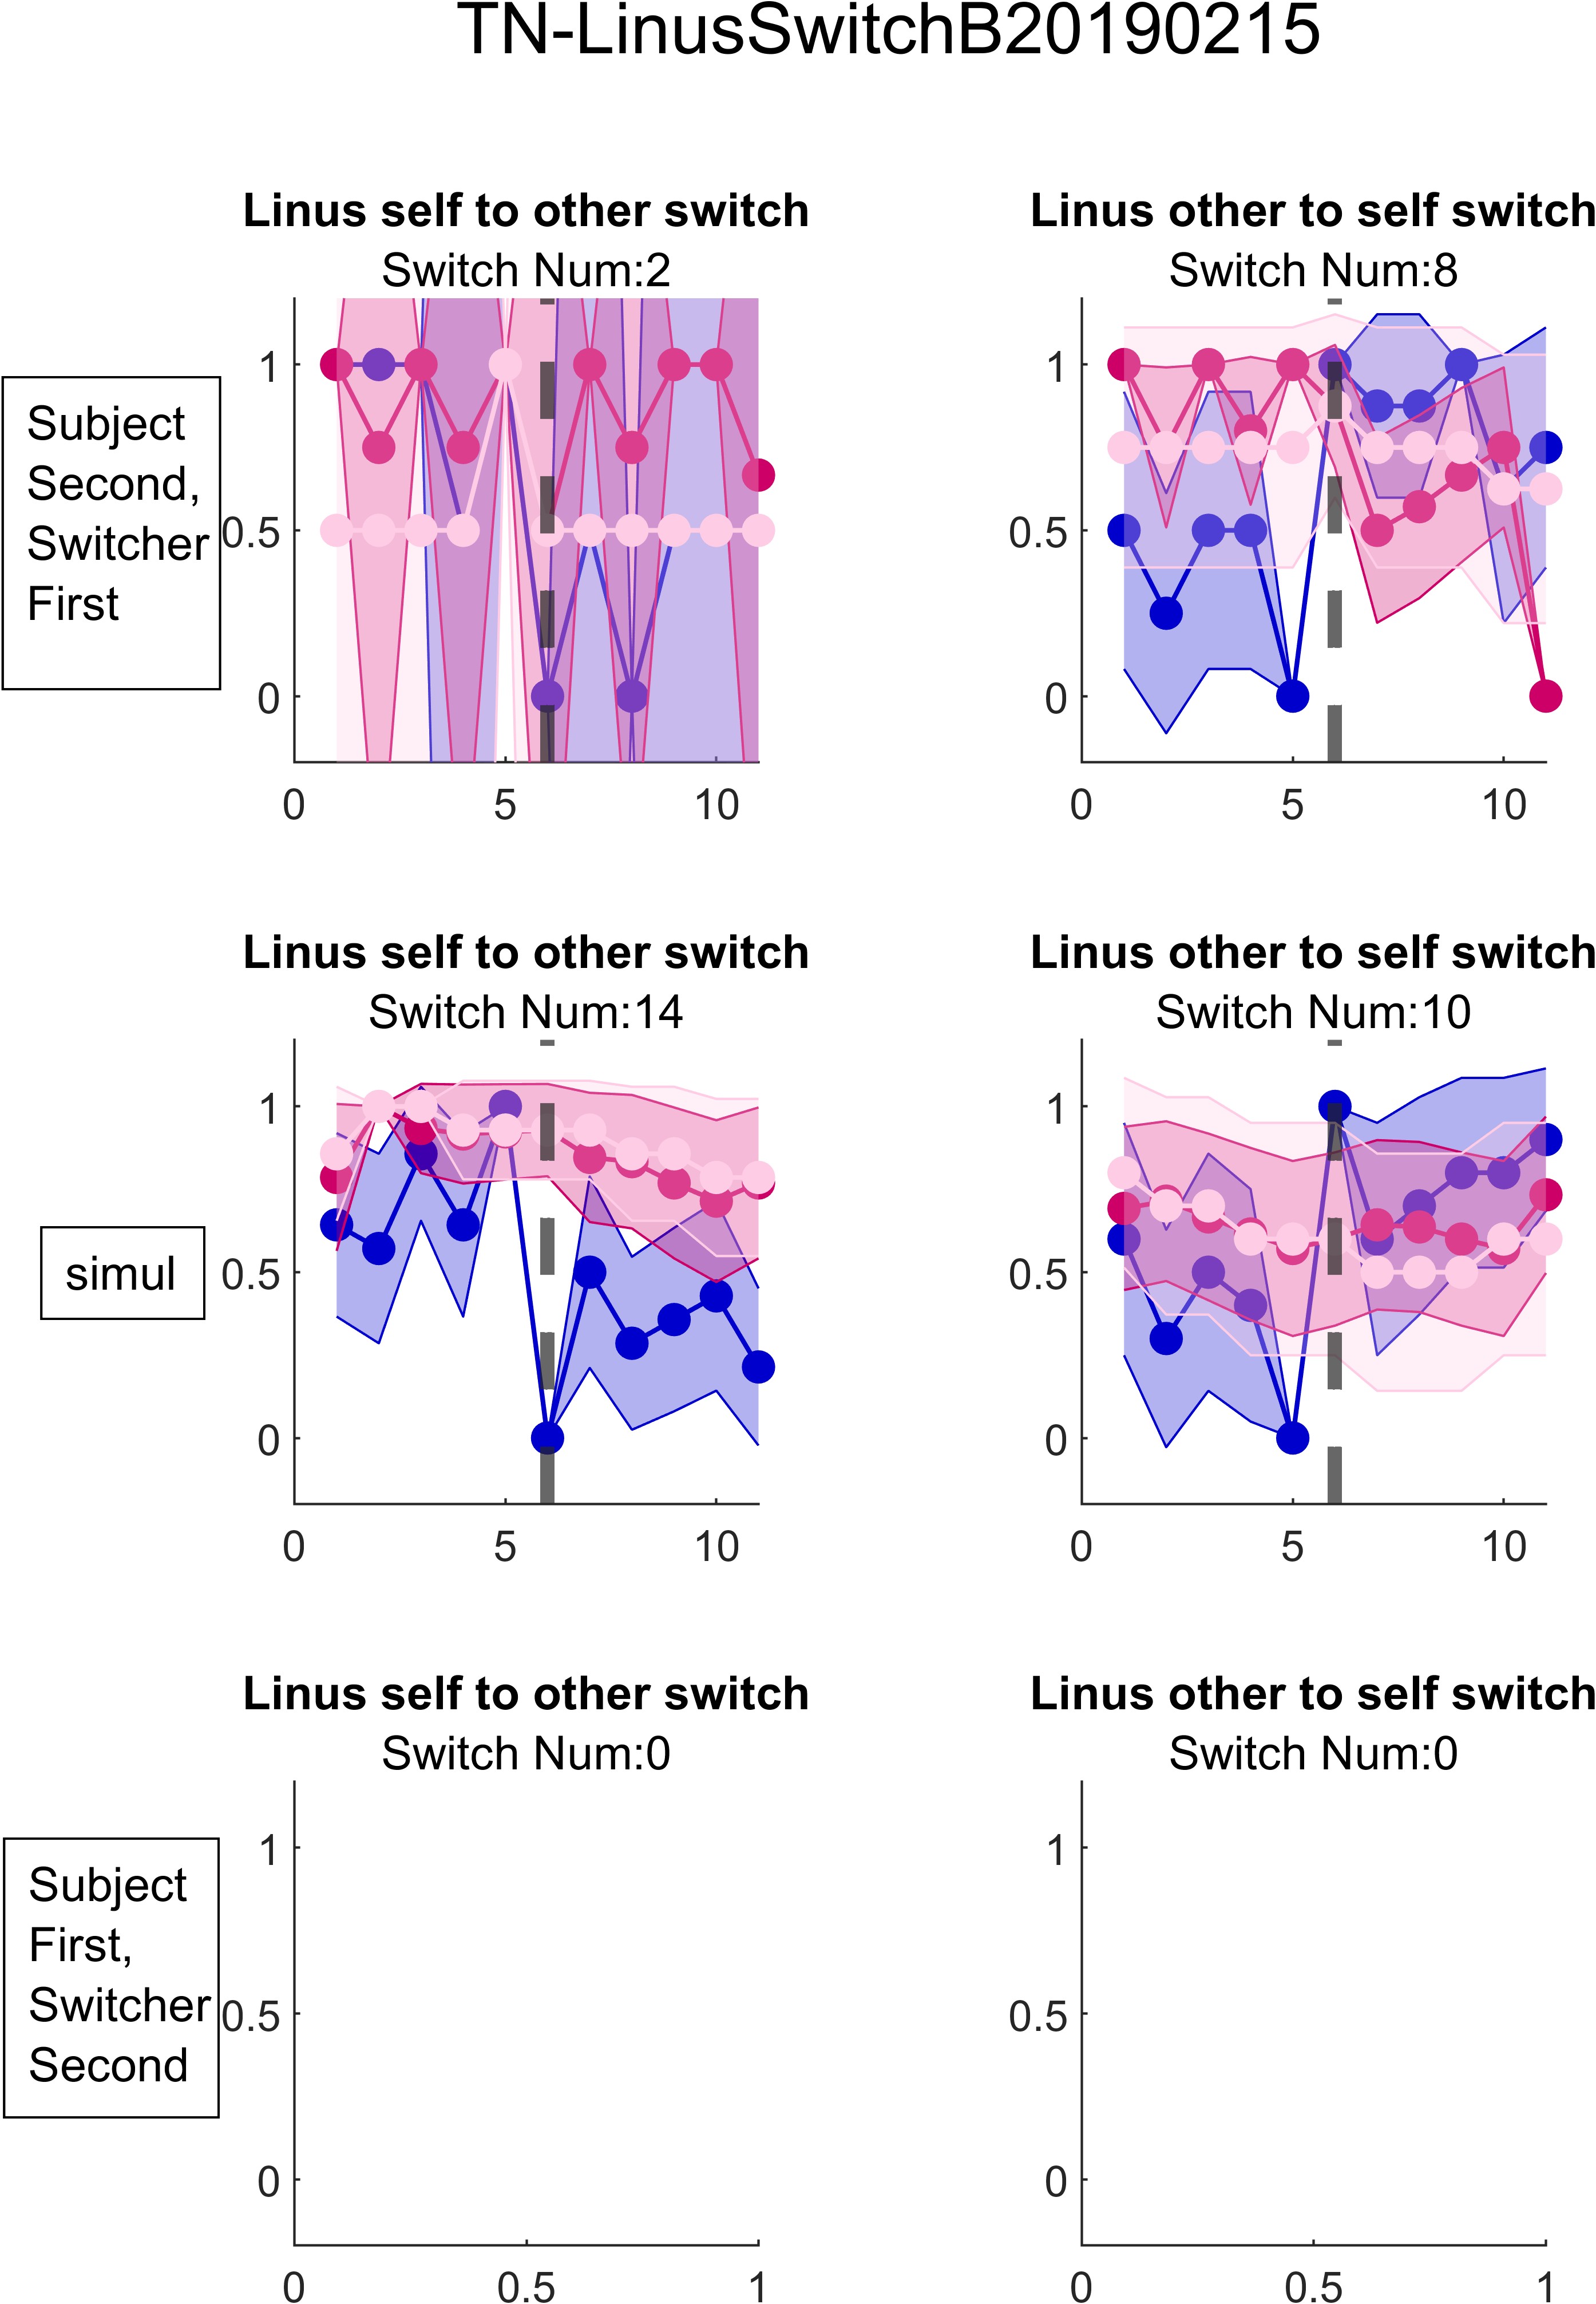 TN-LinusSwitchB20190215
Linus self to other switch
Switch Num:2
Linus other to self switch
Switch Num:8
Subject
Second,
Switcher
First
1
0.5
0
0
5
10
1
0.5
0
0
5
10
Linus self to other switch
Switch Num:14
Linus other to self switch
Switch Num:10
simul
1
0.5
0
0
5
10
1
0.5
0
0
5
10
Linus self to other switch
Switch Num:0
Linus other to self switch
Switch Num:0
Subject
First,
Switcher
Second
1
0.5
0
0
0.5
1
1
0.5
0
0
0.5
1